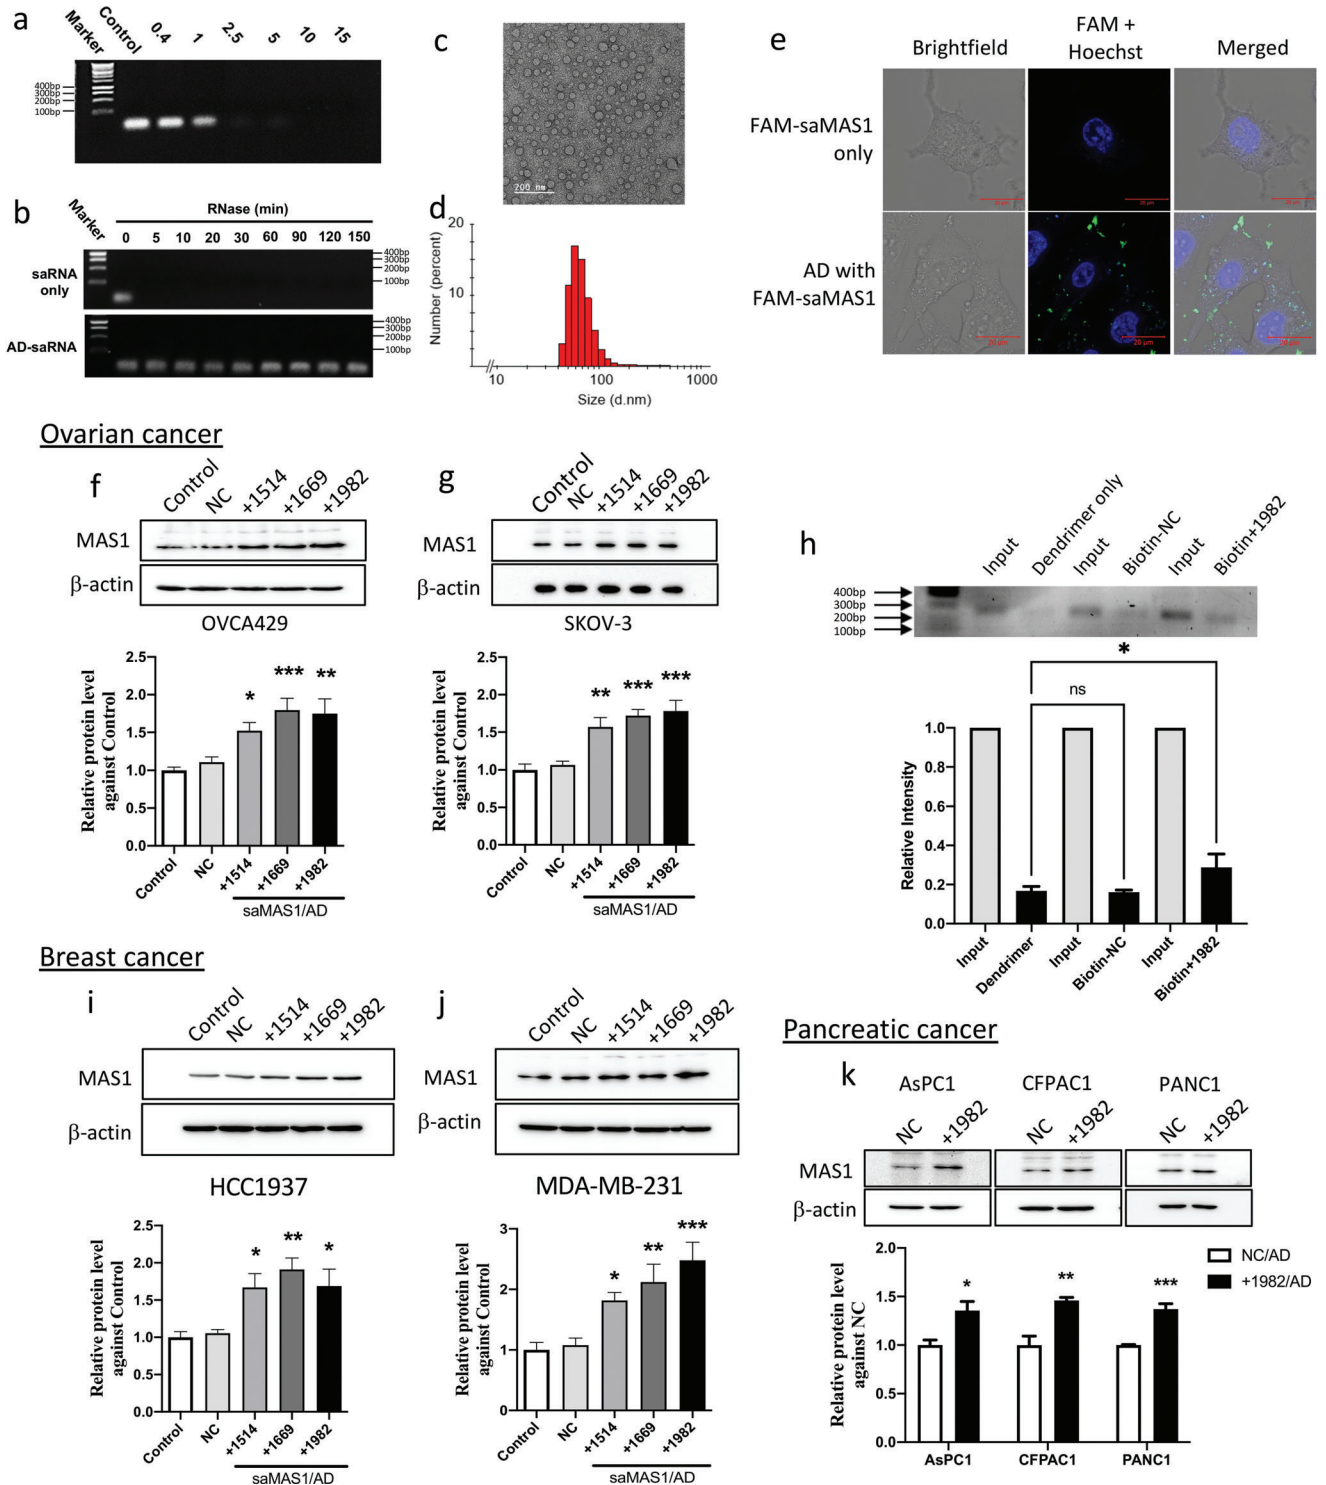 a
Marker
Control
0.4
1
2.5
5
10
15
400bp
300bp
200bp
100bp
b
Marker
RNase (min)
0 5 10 20 30 60 90 120 150
saRNA
only
400bp
300bp
200bp
100bp
AD-saRNA
400bp
300bp
200bp
100bp
c
200 nm
d
Number (percent)
20
10
10 100 1000
Size (d.nm)
e
Brightfield
FAM +
Hoechst
Merged
FAM-saMAS1
only
20 μm
20 μm
20 μm
AD with
FAM-saMAS1
20 μm
20 μm
20 μm
Ovarian cancer
f
Control
NC
+1514
+1669
+1982
MAS1
β-actin
OVCA429
Relative protein level
against Control
2.5
2.0
1.5
1.0
0.5
0.0
* *** **
Control
NC
+1514
+1669
+1982
saMAS1/AD
g
Control
NC
+1514
+1669
+1982
MAS1
β-actin
SKOV-3
Relative protein level
against Control
2.5
2.0
1.5
1.0
0.5
0.0
** *** ***
Control
NC
+1514
+1669
+1982
saMAS1/AD
h
Input
Dendrimer only
Input
Biotin-NC
Input
Biotin+1982
400bp
300bp
200bp
100bp
*
ns
Relative Intensity
1.0
0.8
0.6
0.4
0.2
0.0
Input
Dendrimer
Input
Biotin-NC
Input
Biotin+1982
Breast cancer
i
Control
NC
+1514
+1669
+1982
MAS1
β-actin
HCC1937
Relative protein level
against Control
2.5
2.0
1.5
1.0
0.5
0.0
* ** *
Control
NC
+1514
+1669
+1982
saMAS1/AD
j
Control
NC
+1514
+1669
+1982
MAS1
β-actin
MDA-MB-231
Relative protein level
against Control
3
2
1
0
* ** ***
Control
NC
+1514
+1669
+1982
saMAS1/AD
Pancreatic cancer
k
AsPC1 CFPAC1 PANC1
NC
+1982
NC
+1982
NC
+1982
MAS1
β-actin
Relative protein level
against NC
2.0
1.5
1.0
0.5
0.0
* ** ***
NC/AD
+1982/AD
AsPC1 CFPAC1 PANC1